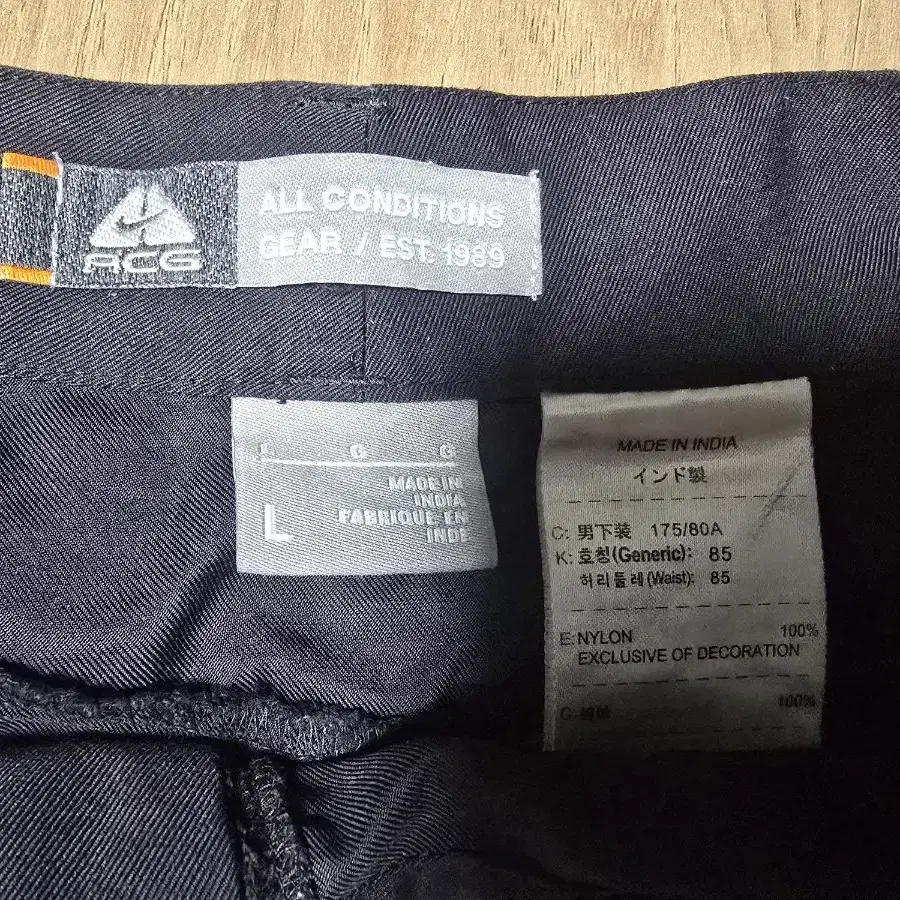 ACG
ALL CONDITIONS
GEAR / EST. 1989
L G G
L
MADE IN
INDIA
FABRIQUE EN
INDE
MADE IN INDIA
インド製
C: 男下装 175/80A
K: 호칭(Generic): 85
허리둘레(Waist): 85
E: NYLON 100%
EXCLUSIVE OF DECORATION
100%